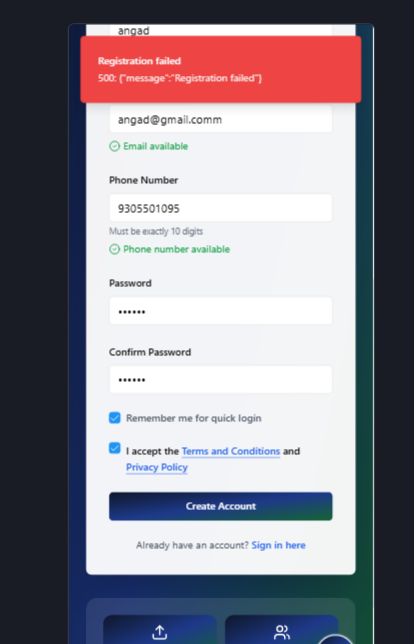 angad
Registration failed
500: {"message":"Registration failed"}
angad@gmail.comm
Email available
Phone Number
9305501095
Must be exactly 10 digits
Phone number available
Password
••••••
Confirm Password
••••••
Remember me for quick login
I accept the Terms and Conditions and
Privacy Policy
Create Account
Already have an account? Sign in here